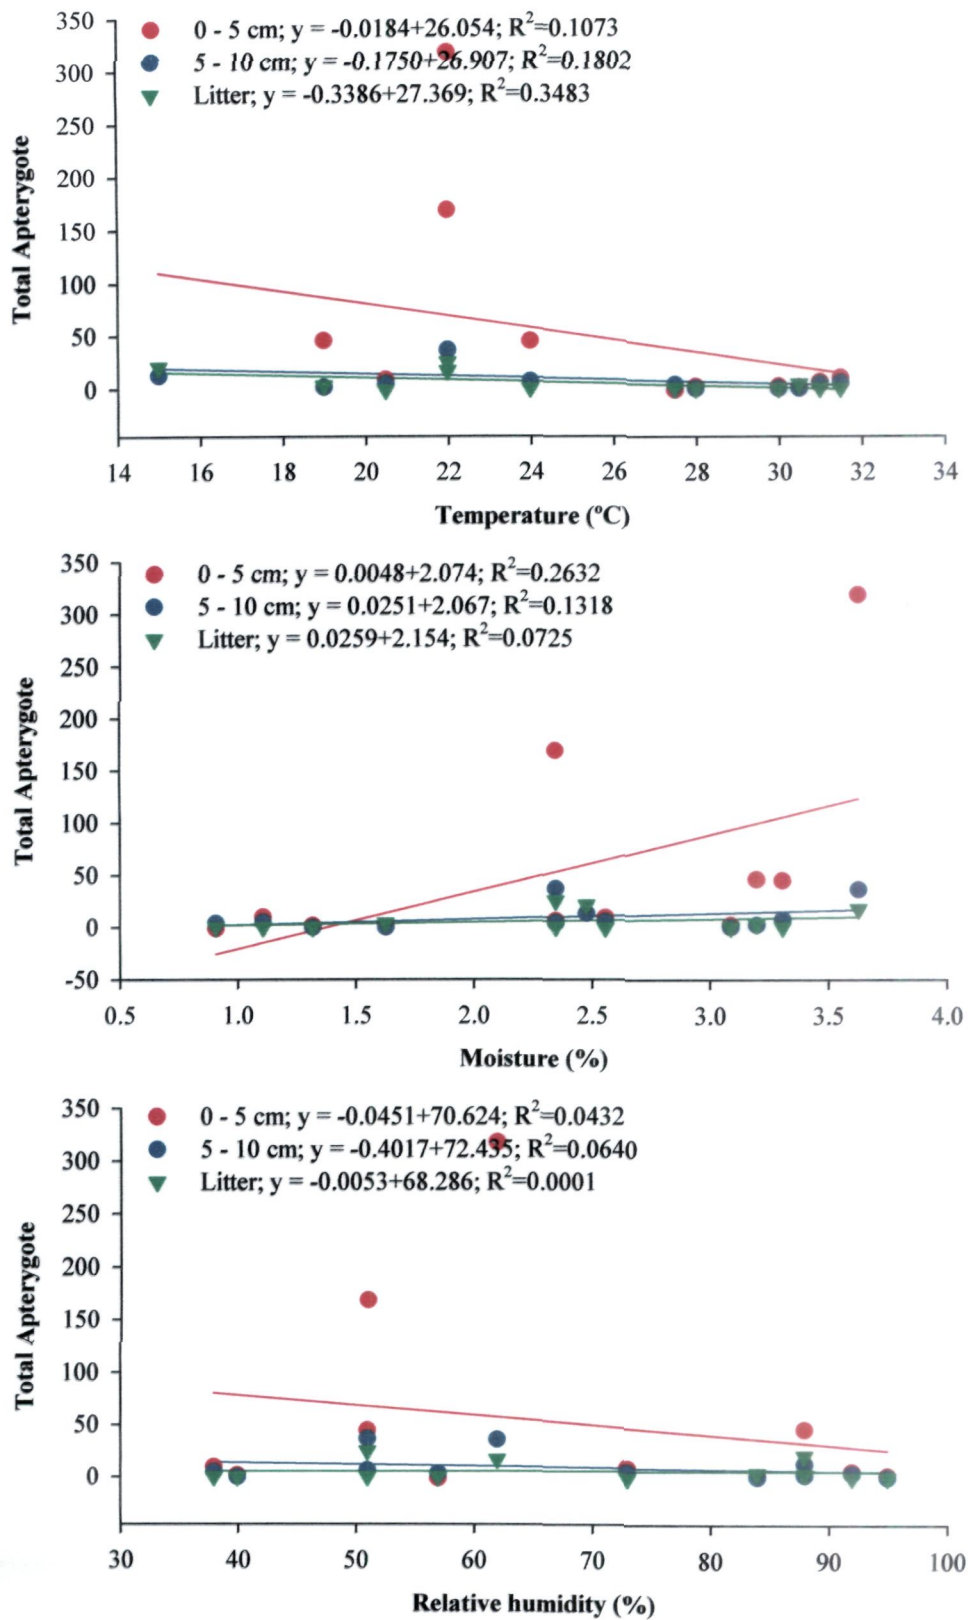 350
0 - 5 cm; y = -0.0184+26.054; R²=0.1073
300
5 - 10 cm; y = -0.1750+26.907; R²=0.1802
Litter; y = -0.3386+27.369; R²=0.3483
250
200
150
100
50
0
Total Apterygote
14 16 18 20 22 24 26 28 30 32 34
Temperature (ºC)
350
0 - 5 cm; y = 0.0048+2.074; R²=0.2632
300
5 - 10 cm; y = 0.0251+2.067; R²=0.1318
Litter; y = 0.0259+2.154; R²=0.0725
250
200
150
100
50
0
-50
Total Apterygote
0.5 1.0 1.5 2.0 2.5 3.0 3.5 4.0
Moisture (%)
350
0 - 5 cm; y = -0.0451+70.624; R²=0.0432
300
5 - 10 cm; y = -0.4017+72.435; R²=0.0640
Litter; y = -0.0053+68.286; R²=0.0001
250
200
150
100
50
0
Total Apterygote
30 40 50 60 70 80 90 100
Relative humidity (%)